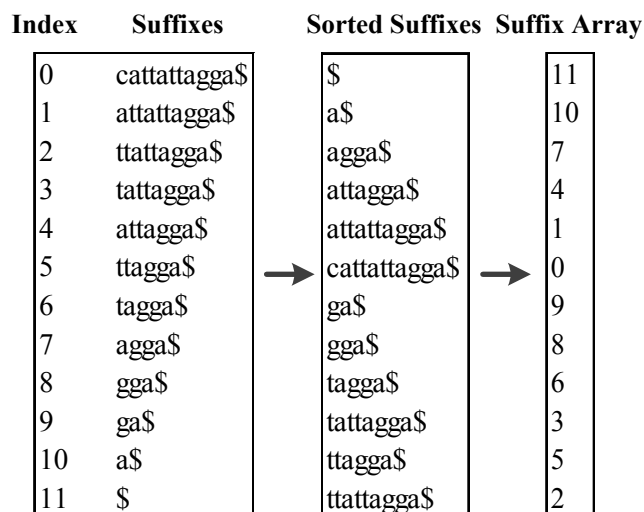 Index Suffixes Sorted Suffixes Suffix Array
0 cattattagga$ $ 11
1 attattagga$ a$ 10
2 ttattagga$ agga$ 7
3 tattagga$ attagga$ 4
4 attagga$ attattagga$ 1
5 ttagga$ cattattagga$ 0
6 tagga$ ga$ 9
7 agga$ gga$ 8
8 gga$ tagga$ 6
9 ga$ tattagga$ 3
10 a$ ttagga$ 5
11 $ ttattagga$ 2